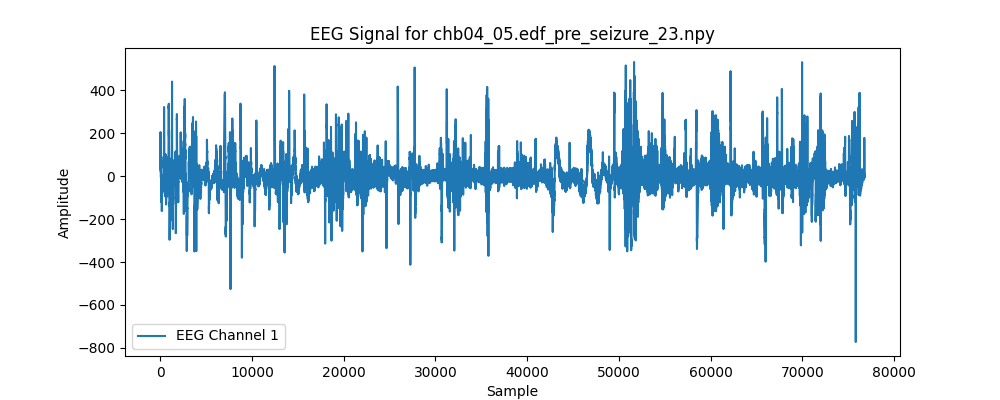 EEG Signal for chb04_05.edf_pre_seizure_23.npy
400
200
0
−200
−400
−600
−800
Amplitude
EEG Channel 1
0 10000 20000 30000 40000 50000 60000 70000 80000
Sample